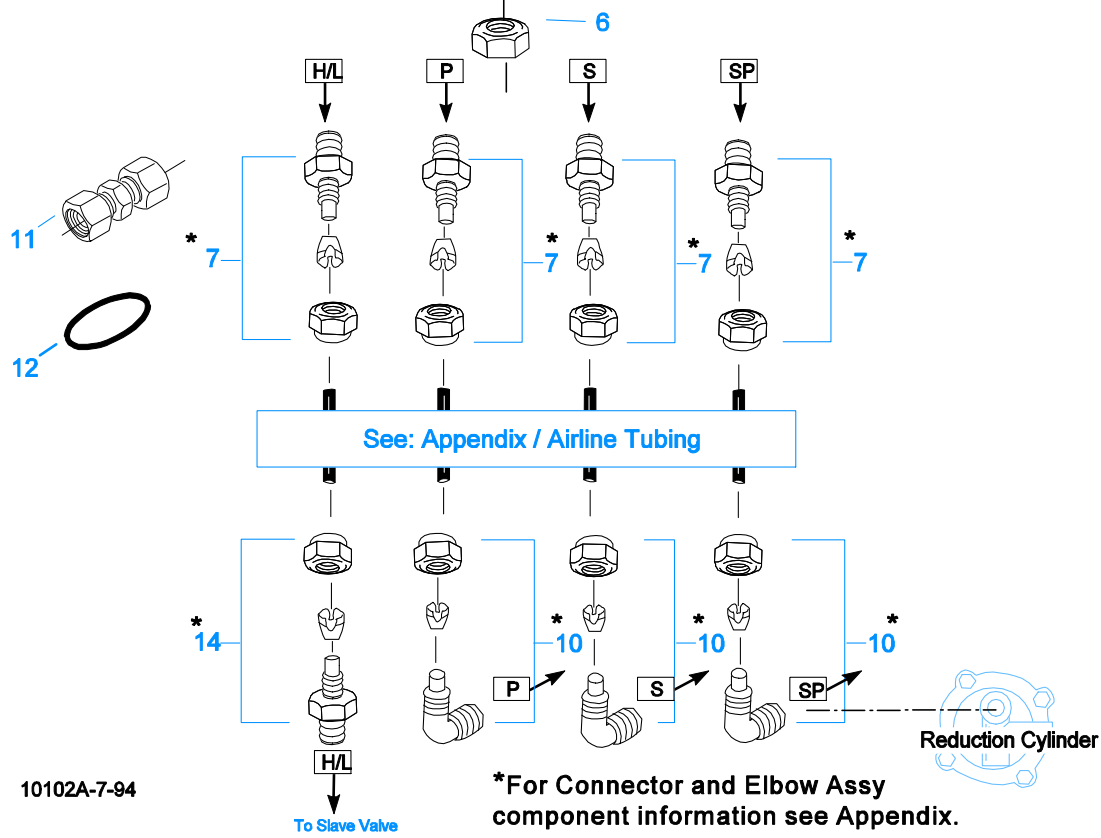 6
H/L
P
S
SP
11
* 7
* 7
* 7
* 7
12
See: Appendix / Airline Tubing
* 14
* 10
* 10
* 10
P
S
SP
Reduction Cylinder
H/L
10102A-7-94
To Slave Valve
*For Connector and Elbow Assy
component information see Appendix.